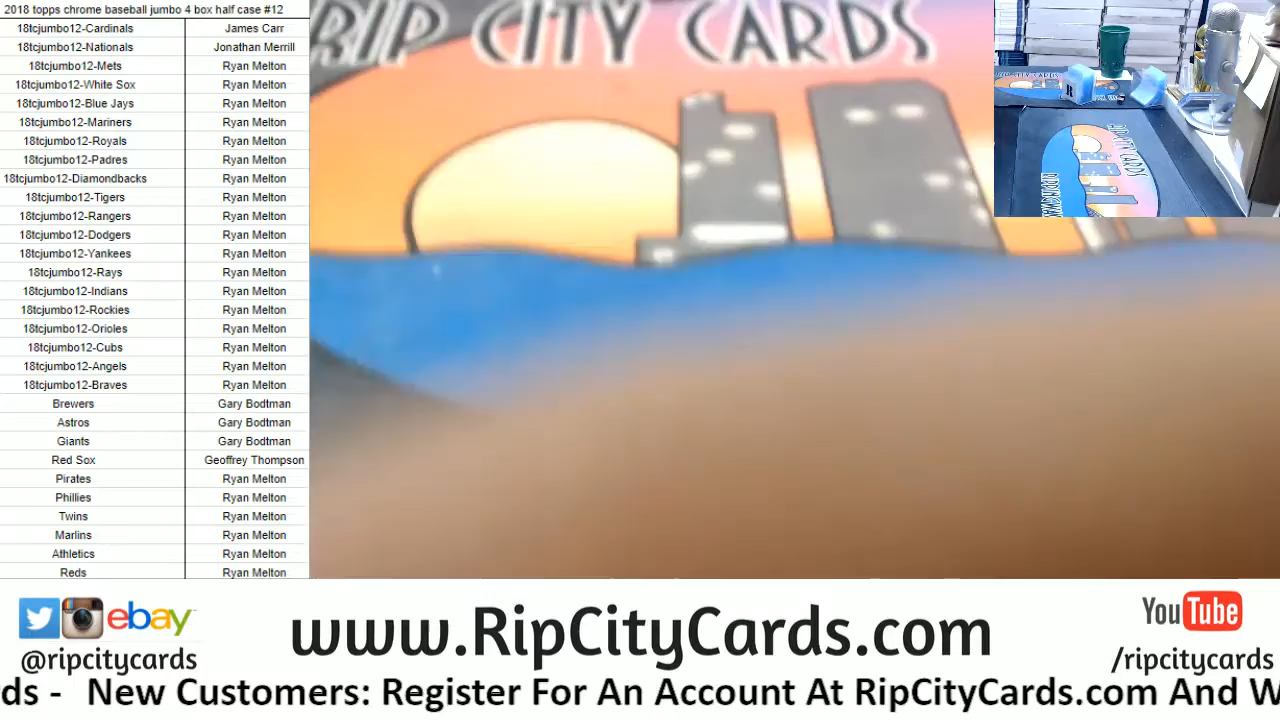 2018 topps chrome baseball jumbo 4 box half case #12
18tcjumbo12-Cardinals James Carr
18tcjumbo12-Nationals Jonathan Merrill
18tcjumbo12-Mets Ryan Melton
18tcjumbo12-White Sox Ryan Melton
18tcjumbo12-Blue Jays Ryan Melton
18tcjumbo12-Mariners Ryan Melton
18tcjumbo12-Royals Ryan Melton
18tcjumbo12-Padres Ryan Melton
18tcjumbo12-Diamondbacks Ryan Melton
18tcjumbo12-Tigers Ryan Melton
18tcjumbo12-Rangers Ryan Melton
18tcjumbo12-Dodgers Ryan Melton
18tcjumbo12-Yankees Ryan Melton
18tcjumbo12-Rays Ryan Melton
18tcjumbo12-Indians Ryan Melton
18tcjumbo12-Rockies Ryan Melton
18tcjumbo12-Orioles Ryan Melton
18tcjumbo12-Cubs Ryan Melton
18tcjumbo12-Angels Ryan Melton
18tcjumbo12-Braves Ryan Melton
Brewers Gary Bodtman
Astros Gary Bodtman
Giants Gary Bodtman
Red Sox Geoffrey Thompson
Pirates Ryan Melton
Phillies Ryan Melton
Twins Ryan Melton
Marlins Ryan Melton
Athletics Ryan Melton
Reds Ryan Melton
RIP CITY CARDS
ebay
@ripcitycards
www.RipCityCards.com
YouTube
/ripcitycards
ds - New Customers: Register For An Account At RipCityCards.com And W